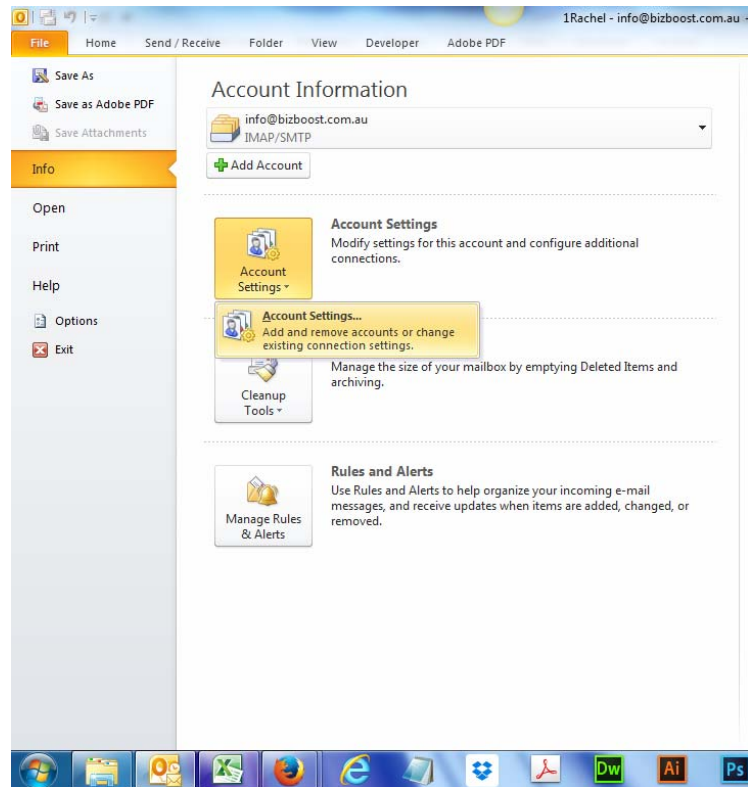 1Rachel - info@bizboost.com.au -
File Home Send / Receive Folder View Developer Adobe PDF
Save As
Save as Adobe PDF
Save Attachments
Info
Open
Print
Help
Options
Exit
Account Information
info@bizboost.com.au
IMAP/SMTP
Add Account
Account Settings
Modify settings for this account and configure additional
connections.
Account
Settings
Account Settings...
Add and remove accounts or change
existing connection settings.
Manage the size of your mailbox by emptying Deleted Items and
archiving.
Cleanup
Tools
Rules and Alerts
Use Rules and Alerts to help organize your incoming e-mail
messages, and receive updates when items are added, changed, or
removed.
Manage Rules
& Alerts
Dw Ai Ps